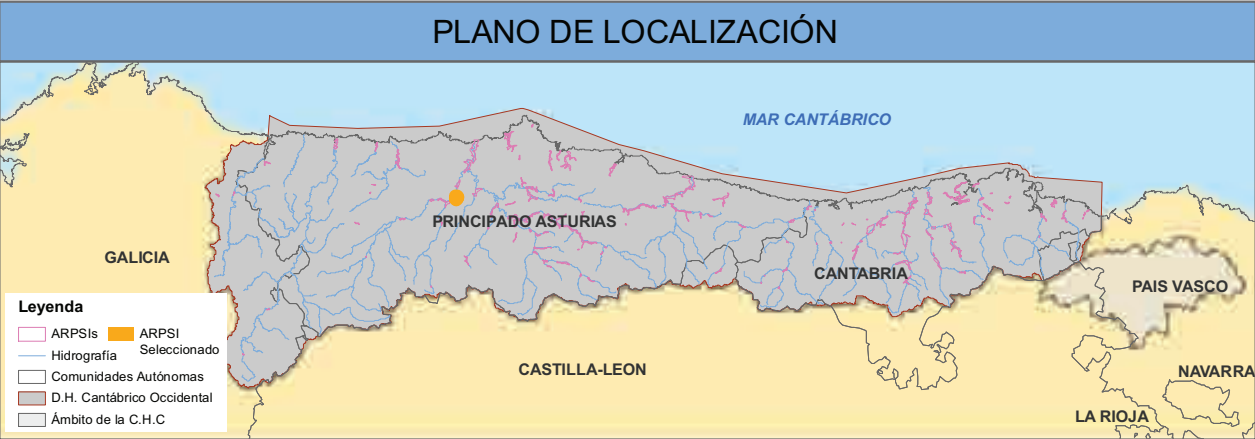 PLANO DE LOCALIZACIÓN
MAR CANTÁBRICO
PRINCIPADO ASTURIAS
GALICIA
CANTABRIA
PAIS VASCO
CASTILLA-LEON
NAVARRA
LA RIOJA
Leyenda
ARPSIs
ARPSI
Seleccionado
Hidrografía
Comunidades Autónomas
D.H. Cantábrico Occidental
Ámbito de la C.H.C